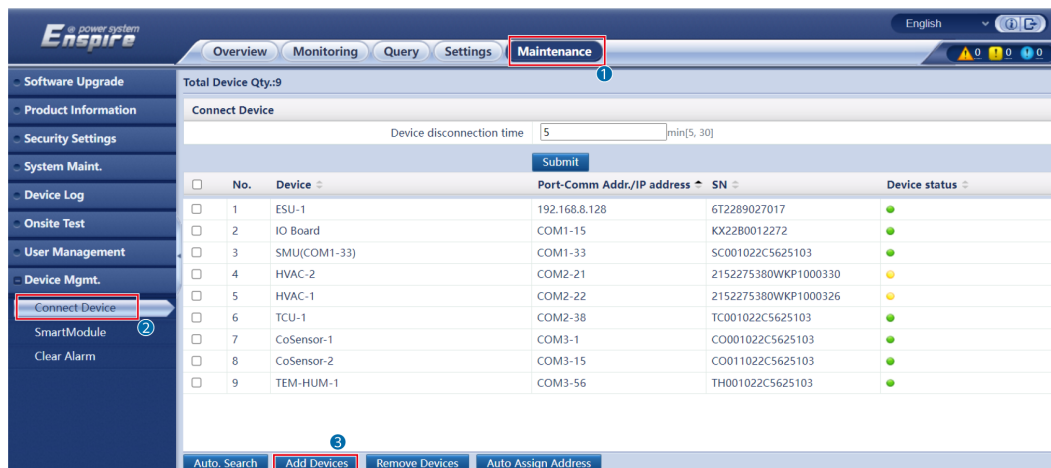 @ power system
Enspire
English
Overview Monitoring Query Settings Maintenance
0 0 0
1
Software Upgrade
Product Information
Security Settings
System Maint.
Device Log
Onsite Test
User Management
Device Mgmt.
Connect Device
2
SmartModule
Clear Alarm
Total Device Qty.:9
Connect Device
Device disconnection time 5 min[5, 30]
Submit
No. Device Port-Comm Addr./IP address SN Device status
1 ESU-1 192.168.8.128 6T2289027017
2 IO Board COM1-15 KX22B0012272
3 SMU(COM1-33) COM1-33 SC001022C5625103
4 HVAC-2 COM2-21 2152275380WKP1000330
5 HVAC-1 COM2-22 2152275380WKP1000326
6 TCU-1 COM2-38 TC001022C5625103
7 CoSensor-1 COM3-1 CO001022C5625103
8 CoSensor-2 COM3-15 CO011022C5625103
9 TEM-HUM-1 COM3-56 TH001022C5625103
3
Auto. Search Add Devices Remove Devices Auto Assign Address